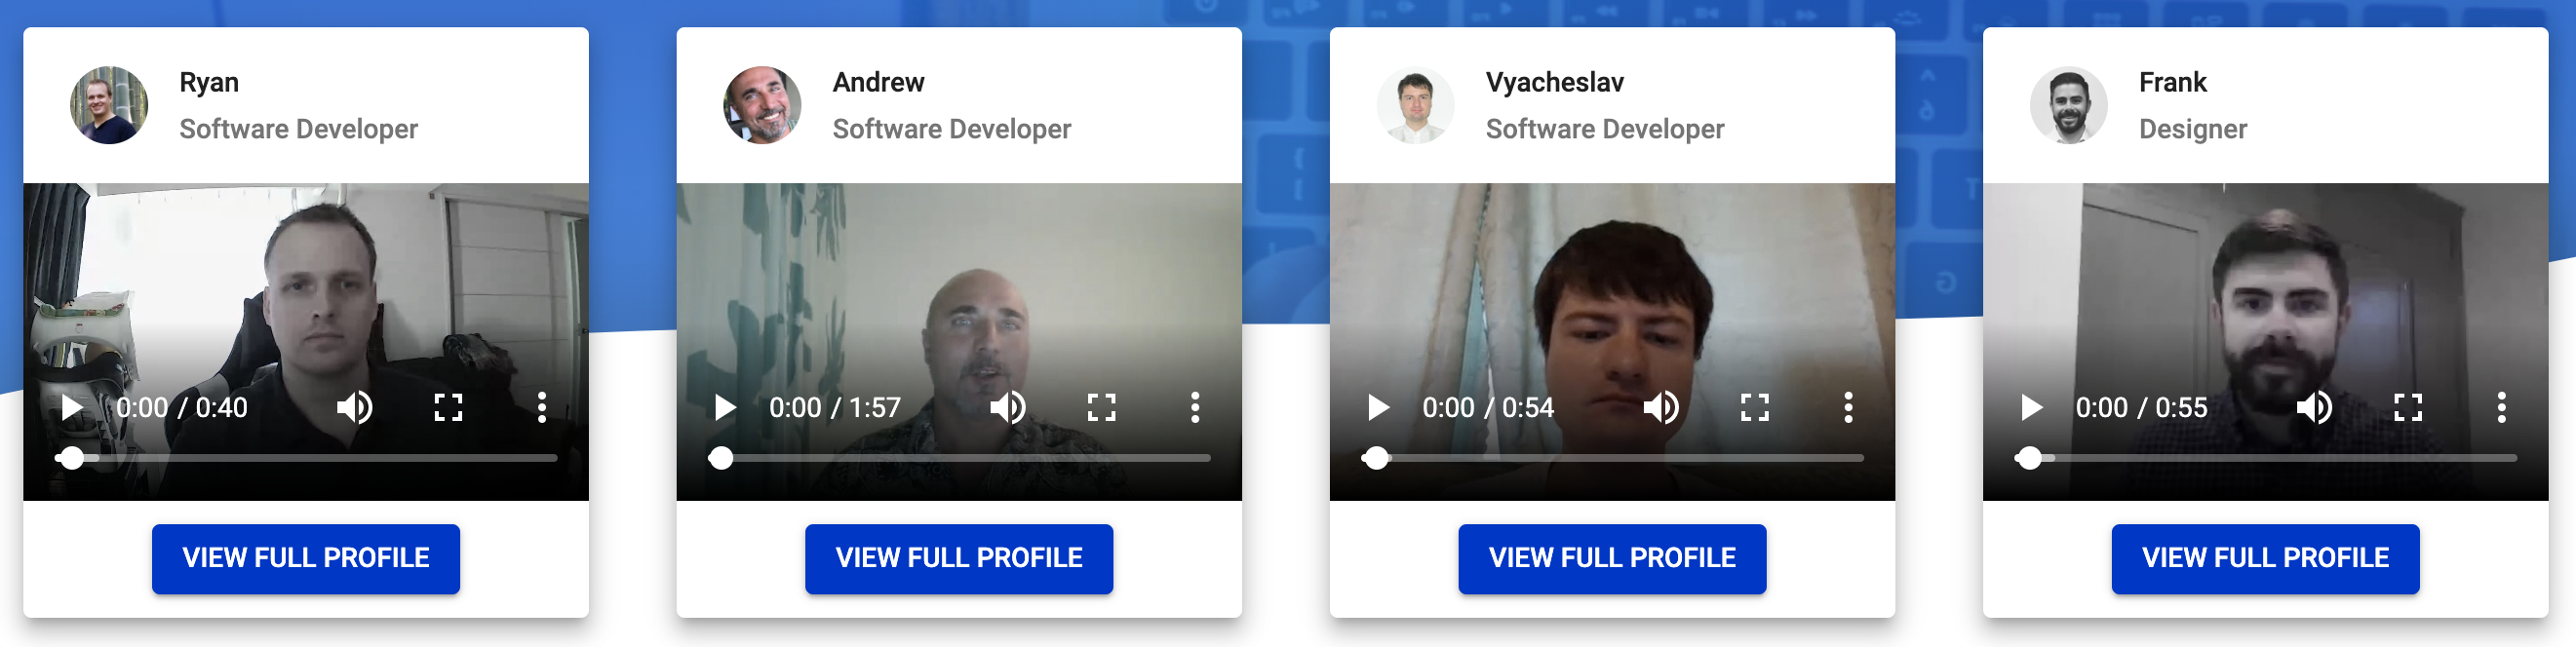 Ryan
Software Developer
0:00 / 0:40
VIEW FULL PROFILE
Andrew
Software Developer
0:00 / 1:57
VIEW FULL PROFILE
Vyacheslav
Software Developer
0:00 / 0:54
VIEW FULL PROFILE
Frank
Designer
0:00 / 0:55
VIEW FULL PROFILE